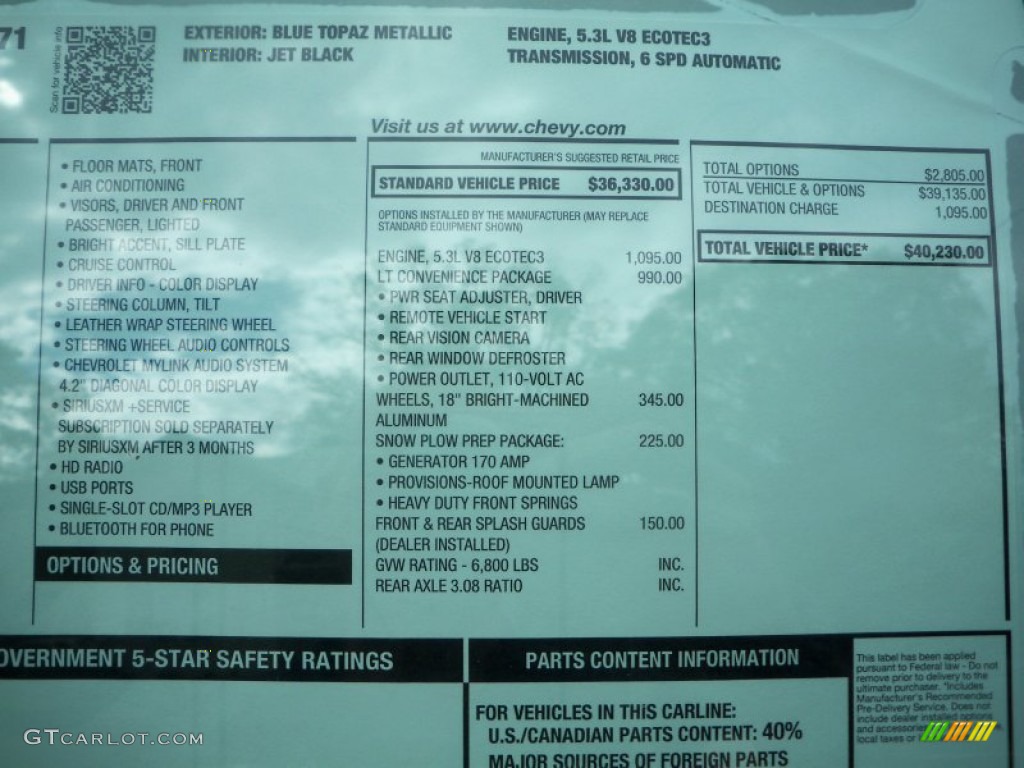 71
Scan for vehicle info
EXTERIOR: BLUE TOPAZ METALLIC
INTERIOR: JET BLACK
ENGINE, 5.3L V8 ECOTEC3
TRANSMISSION, 6 SPD AUTOMATIC
Visit us at www.chevy.com
• FLOOR MATS, FRONT
• AIR CONDITIONING
• VISORS, DRIVER AND FRONT
PASSENGER, LIGHTED
• BRIGHT ACCENT, SILL PLATE
• CRUISE CONTROL
• DRIVER INFO - COLOR DISPLAY
• STEERING COLUMN, TILT
• LEATHER WRAP STEERING WHEEL
• STEERING WHEEL AUDIO CONTROLS
• CHEVROLET MYLINK AUDIO SYSTEM
4.2" DIAGONAL COLOR DISPLAY
• SIRIUSXM +SERVICE
SUBSCRIPTION SOLD SEPARATELY
BY SIRIUSXM AFTER 3 MONTHS
• HD RADIO
• USB PORTS
• SINGLE-SLOT CD/MP3 PLAYER
• BLUETOOTH FOR PHONE
OPTIONS & PRICING
MANUFACTURER'S SUGGESTED RETAIL PRICE
STANDARD VEHICLE PRICE $36,330.00
OPTIONS INSTALLED BY THE MANUFACTURER (MAY REPLACE
STANDARD EQUIPMENT SHOWN)
ENGINE, 5.3L V8 ECOTEC3 1,095.00
LT CONVENIENCE PACKAGE 990.00
• PWR SEAT ADJUSTER, DRIVER
• REMOTE VEHICLE START
• REAR VISION CAMERA
• REAR WINDOW DEFROSTER
• POWER OUTLET, 110-VOLT AC
WHEELS, 18" BRIGHT-MACHINED 345.00
ALUMINUM
SNOW PLOW PREP PACKAGE: 225.00
• GENERATOR 170 AMP
• PROVISIONS-ROOF MOUNTED LAMP
• HEAVY DUTY FRONT SPRINGS
FRONT & REAR SPLASH GUARDS 150.00
(DEALER INSTALLED)
GVW RATING - 6,800 LBS INC.
REAR AXLE 3.08 RATIO INC.
TOTAL OPTIONS $2,805.00
TOTAL VEHICLE & OPTIONS $39,135.00
DESTINATION CHARGE 1,095.00
TOTAL VEHICLE PRICE* $40,230.00
OVERNMENT 5-STAR SAFETY RATINGS
PARTS CONTENT INFORMATION
FOR VEHICLES IN THIS CARLINE:
U.S./CANADIAN PARTS CONTENT: 40%
MAJOR SOURCES OF FOREIGN PARTS
This label has been applied
pursuant to Federal law - Do not
remove prior to delivery to the
ultimate purchaser. *Includes
Manufacturer's Recommended
Pre-Delivery Service. Does not
include dealer installed options
and accessories
local taxes or
GTCARLOT.COM